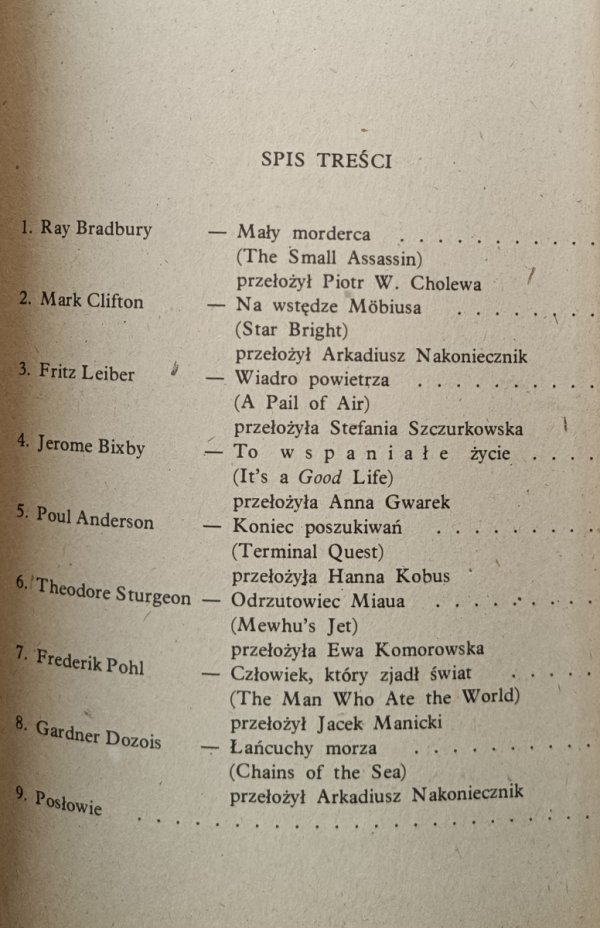 SPIS TREŚCI
1. Ray Bradbury — Mały morderca . . . . . . . . . . .
(The Small Assassin)
przełożył Piotr W. Cholewa
2. Mark Clifton — Na wstędze Möbiusa . . . . . . . .
(Star Bright)
przełożył Arkadiusz Nakoniecznik
3. Fritz Leiber — Wiadro powietrza . . . . . . . . . .
(A Pail of Air)
przełożyła Stefania Szczurkowska
4. Jerome Bixby — To wspaniałe życie . . . .
(It's a Good Life)
przełożyła Anna Gwarek
5. Poul Anderson — Koniec poszukiwań . . . . . . . . .
(Terminal Quest)
przełożyła Hanna Kobus
6. Theodore Sturgeon — Odrzutowiec Miaua . . . . . . . . .
(Mewhu's Jet)
przełożyła Ewa Komorowska
7. Frederik Pohl — Człowiek, który zjadł świat . . . . .
(The Man Who Ate the World)
przełożył Jacek Manicki
8. Gardner Dozois — Łańcuchy morza . . . . . . . . . .
(Chains of the Sea)
przełożył Arkadiusz Nakoniecznik
9. Posłowie . . . . . . . . . . . . . . . . . . . .